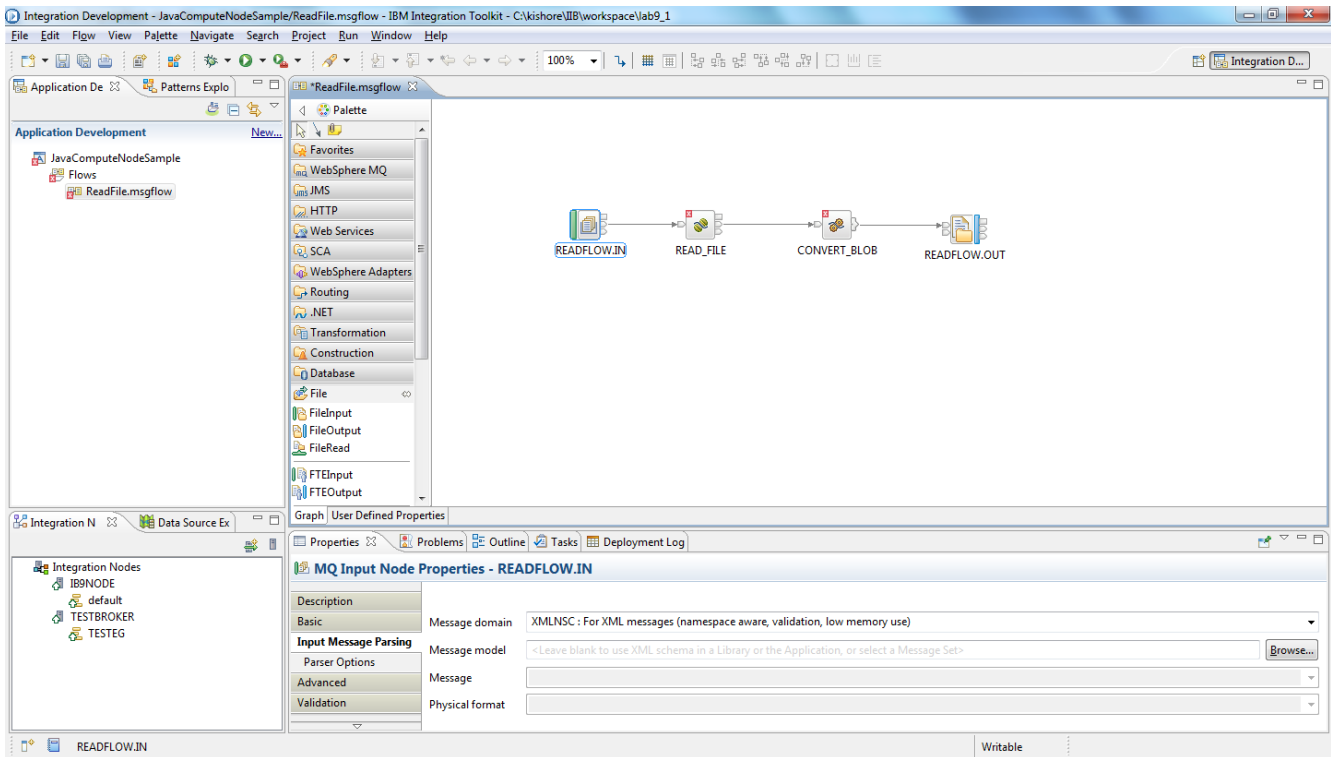 Integration Development - JavaComputeNodeSample/ReadFile.msgflow - IBM Integration Toolkit - C:\kishore\IIB\workspace\lab9_1
File Edit Flow View Palette Navigate Search Project Run Window Help
100%
Integration D...
Application De
Patterns Explo
Application Development New...
JavaComputeNodeSample
Flows
ReadFile.msgflow
*ReadFile.msgflow
Palette
Favorites
WebSphere MQ
JMS
HTTP
Web Services
SCA
WebSphere Adapters
Routing
.NET
Transformation
Construction
Database
File
FileInput
FileOutput
FileRead
FTEInput
FTEOutput
READFLOW.IN
READ_FILE
CONVERT_BLOB
READFLOW.OUT
Graph User Defined Properties
Integration N
Data Source Ex
Integration Nodes
IB9NODE
default
TESTBROKER
TESTEG
Properties Problems Outline Tasks Deployment Log
MQ Input Node Properties - READFLOW.IN
Description
Basic
Input Message Parsing
Parser Options
Advanced
Validation
Message domain XMLNSC : For XML messages (namespace aware, validation, low memory use)
Message model <Leave blank to use XML schema in a Library or the Application, or select a Message Set> Browse...
Message
Physical format
READFLOW.IN
Writable